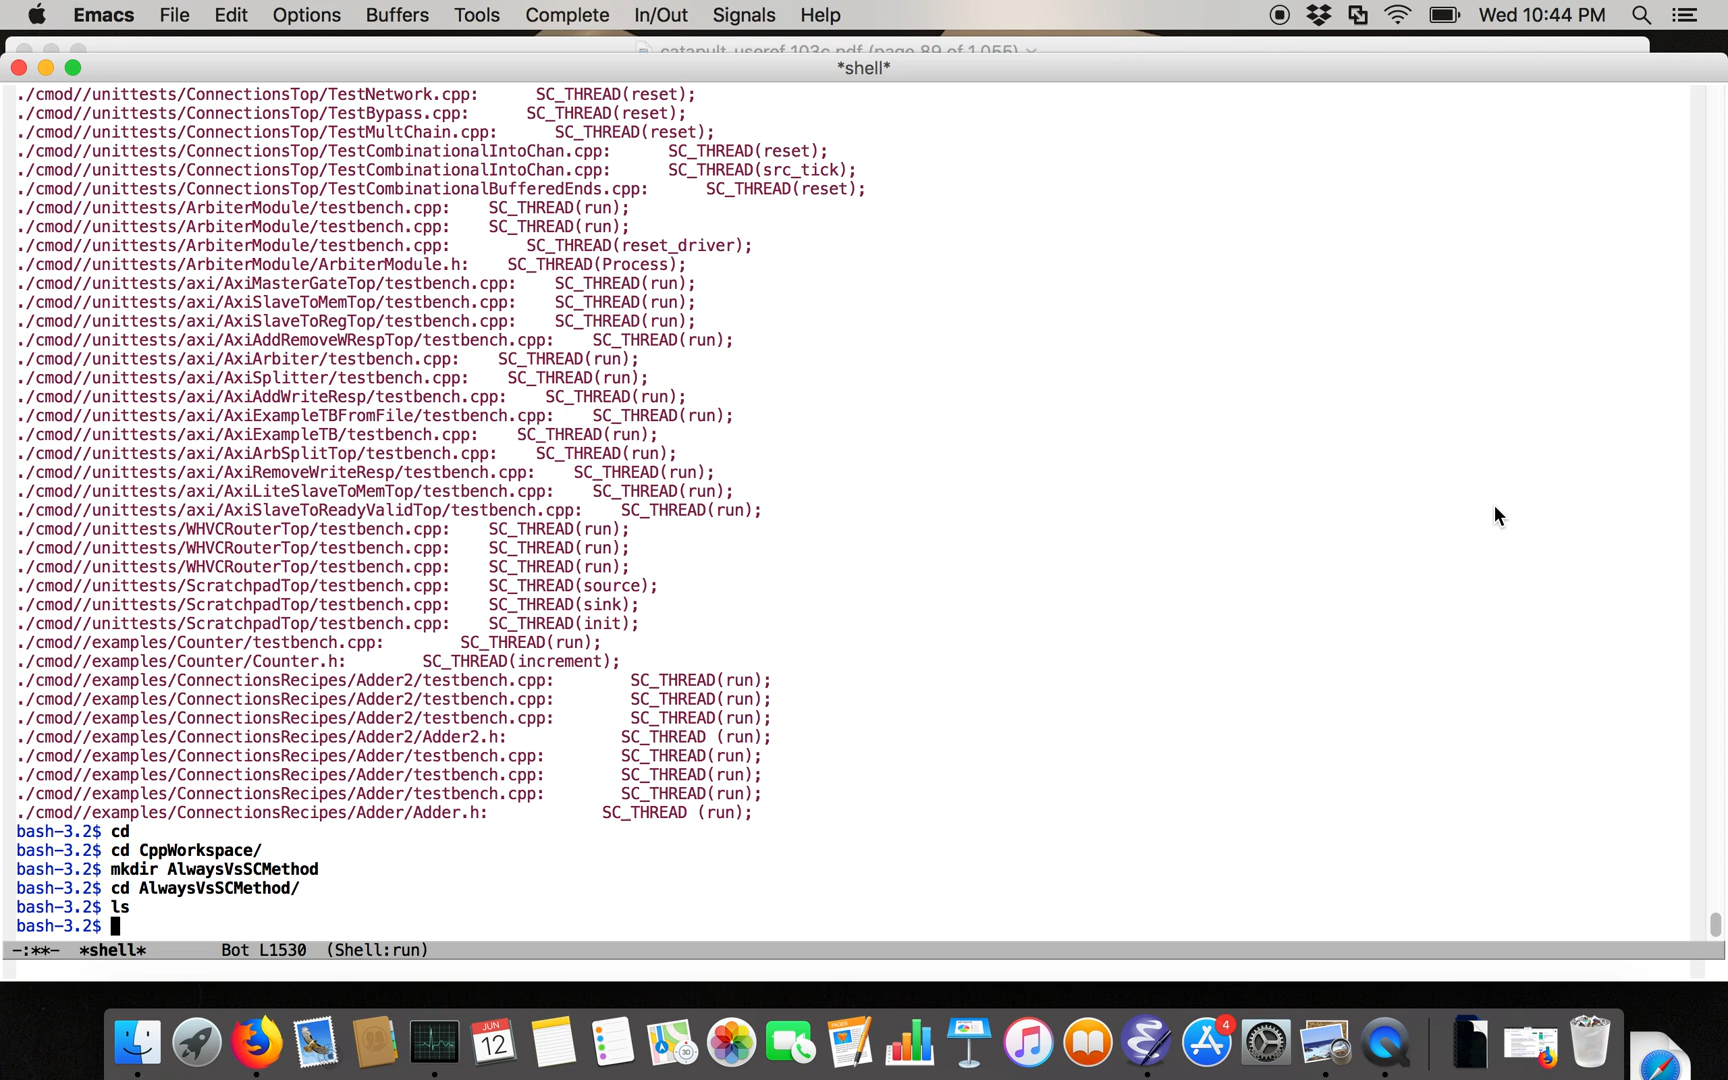 Emacs File Edit Options Buffers Tools Complete In/Out Signals Help Wed 10:44 PM
catapult_useref_103c.pdf (page 89 of 1,055)
*shell*
./cmod//unittests/ConnectionsTop/TestNetwork.cpp: SC_THREAD(reset);
./cmod//unittests/ConnectionsTop/TestBypass.cpp: SC_THREAD(reset);
./cmod//unittests/ConnectionsTop/TestMultChain.cpp: SC_THREAD(reset);
./cmod//unittests/ConnectionsTop/TestCombinationalIntoChan.cpp: SC_THREAD(reset);
./cmod//unittests/ConnectionsTop/TestCombinationalIntoChan.cpp: SC_THREAD(src_tick);
./cmod//unittests/ConnectionsTop/TestCombinationalBufferedEnds.cpp: SC_THREAD(reset);
./cmod//unittests/ArbiterModule/testbench.cpp: SC_THREAD(run);
./cmod//unittests/ArbiterModule/testbench.cpp: SC_THREAD(run);
./cmod//unittests/ArbiterModule/testbench.cpp: SC_THREAD(reset_driver);
./cmod//unittests/ArbiterModule/ArbiterModule.h: SC_THREAD(Process);
./cmod//unittests/axi/AxiMasterGateTop/testbench.cpp: SC_THREAD(run);
./cmod//unittests/axi/AxiSlaveToMemTop/testbench.cpp: SC_THREAD(run);
./cmod//unittests/axi/AxiSlaveToRegTop/testbench.cpp: SC_THREAD(run);
./cmod//unittests/axi/AxiAddRemoveWRespTop/testbench.cpp: SC_THREAD(run);
./cmod//unittests/axi/AxiArbiter/testbench.cpp: SC_THREAD(run);
./cmod//unittests/axi/AxiSplitter/testbench.cpp: SC_THREAD(run);
./cmod//unittests/axi/AxiAddWriteResp/testbench.cpp: SC_THREAD(run);
./cmod//unittests/axi/AxiExampleTBFromFile/testbench.cpp: SC_THREAD(run);
./cmod//unittests/axi/AxiExampleTB/testbench.cpp: SC_THREAD(run);
./cmod//unittests/axi/AxiArbSplitTop/testbench.cpp: SC_THREAD(run);
./cmod//unittests/axi/AxiRemoveWriteResp/testbench.cpp: SC_THREAD(run);
./cmod//unittests/axi/AxiLiteSlaveToMemTop/testbench.cpp: SC_THREAD(run);
./cmod//unittests/axi/AxiSlaveToReadyValidTop/testbench.cpp: SC_THREAD(run);
./cmod//unittests/WHVCRouterTop/testbench.cpp: SC_THREAD(run);
./cmod//unittests/WHVCRouterTop/testbench.cpp: SC_THREAD(run);
./cmod//unittests/WHVCRouterTop/testbench.cpp: SC_THREAD(run);
./cmod//unittests/ScratchpadTop/testbench.cpp: SC_THREAD(source);
./cmod//unittests/ScratchpadTop/testbench.cpp: SC_THREAD(sink);
./cmod//unittests/ScratchpadTop/testbench.cpp: SC_THREAD(init);
./cmod//examples/Counter/testbench.cpp: SC_THREAD(run);
./cmod//examples/Counter/Counter.h: SC_THREAD(increment);
./cmod//examples/ConnectionsRecipes/Adder2/testbench.cpp: SC_THREAD(run);
./cmod//examples/ConnectionsRecipes/Adder2/testbench.cpp: SC_THREAD(run);
./cmod//examples/ConnectionsRecipes/Adder2/testbench.cpp: SC_THREAD(run);
./cmod//examples/ConnectionsRecipes/Adder2/Adder2.h: SC_THREAD (run);
./cmod//examples/ConnectionsRecipes/Adder/testbench.cpp: SC_THREAD(run);
./cmod//examples/ConnectionsRecipes/Adder/testbench.cpp: SC_THREAD(run);
./cmod//examples/ConnectionsRecipes/Adder/testbench.cpp: SC_THREAD(run);
./cmod//examples/ConnectionsRecipes/Adder/Adder.h: SC_THREAD (run);
bash-3.2$ cd
bash-3.2$ cd CppWorkspace/
bash-3.2$ mkdir AlwaysVsSCMethod
bash-3.2$ cd AlwaysVsSCMethod/
bash-3.2$ ls
bash-3.2$
-:**- *shell* Bot L1530 (Shell:run)
JUN
12
PAGES
3D
4